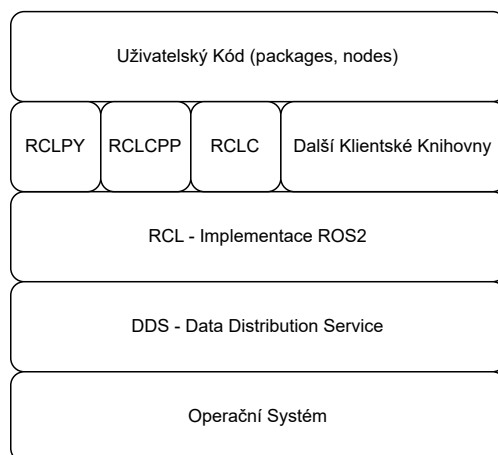 Uživatelský Kód (packages, nodes)
RCLPY RCLCPP RCLC Další Klientské Knihovny
RCL - Implementace ROS2
DDS - Data Distribution Service
Operační Systém